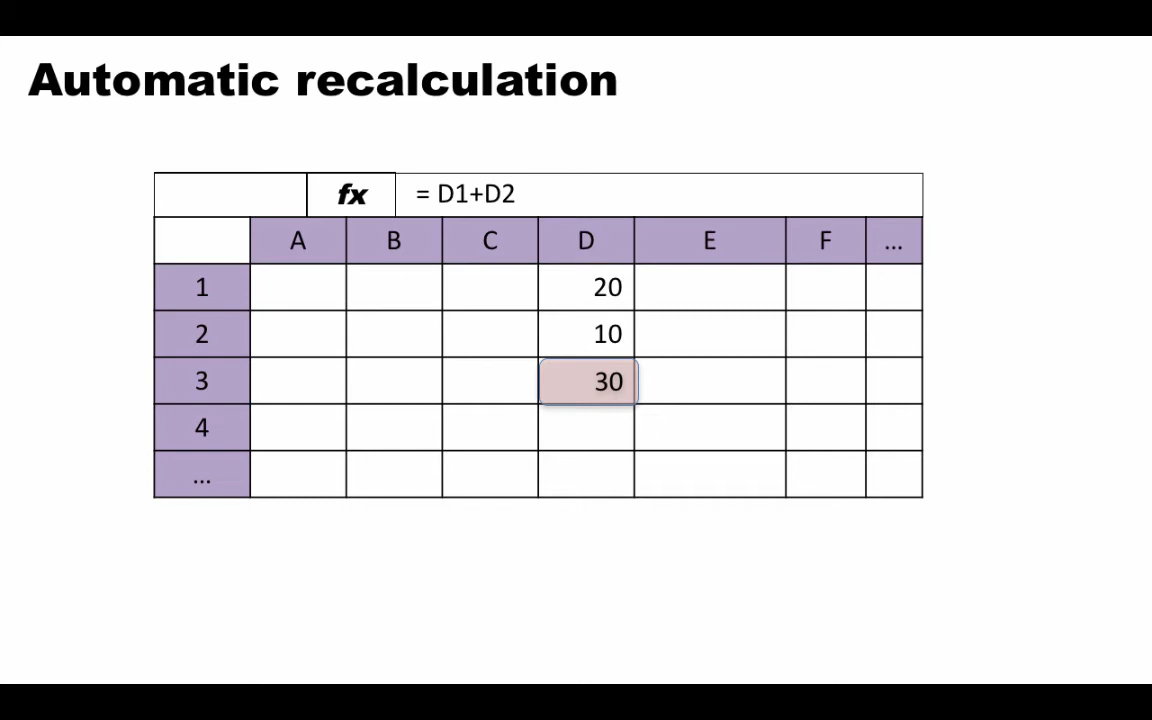 Automatic recalculation
fx = D1+D2
A B C D E F ...
1 20
2 10
3 30
4
...